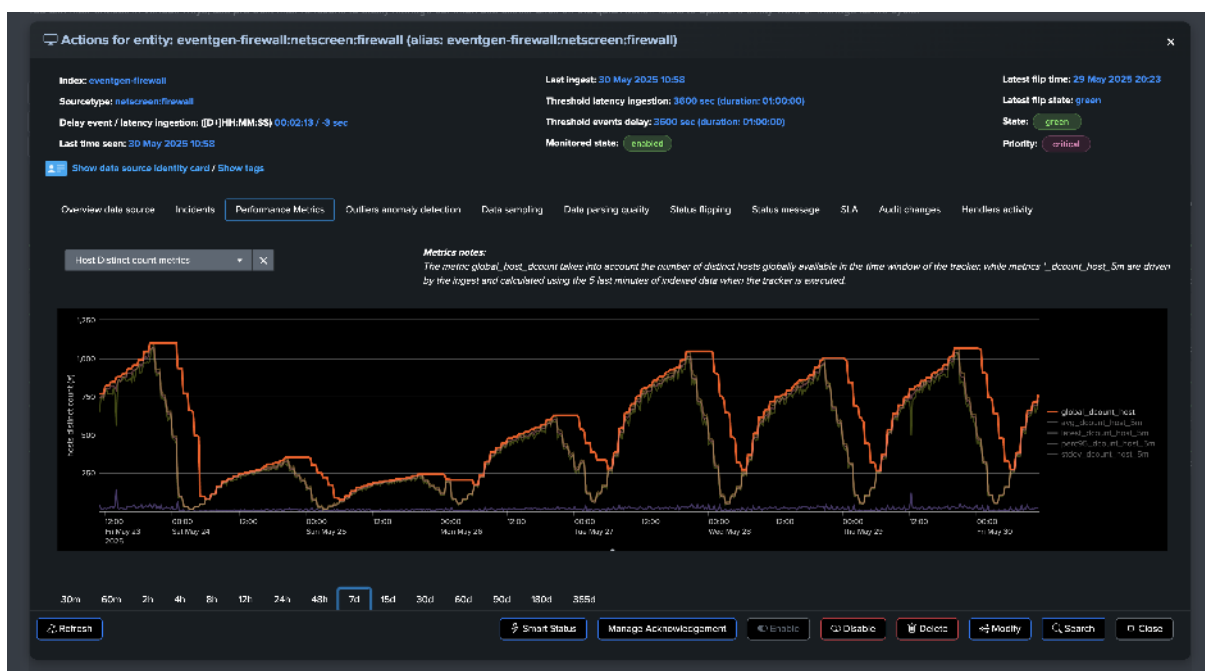 Actions for entity: eventgen-firewall:netscreen:firewall (alias: eventgen-firewall:netscreen:firewall)
Index: eventgen-firewall
Last ingest: 30 May 2025 10:58
Latest flip time: 29 May 2025 20:23
Sourcetype: netscreen:firewall
Threshold latency ingestion: 3600 sec (duration: 01:00:00)
Latest flip state: green
Delay event / latency ingestion: ([D+]HH:MM:SS) 00:02:13 / -3 sec
Threshold events delay: 3600 sec (duration: 01:00:00)
State: green
Last time seen: 30 May 2025 10:58
Monitored state: enabled
Priority: critical
Show data source identity card / Show tags
Overview data source Incidents Performance Metrics Outliers anomaly detection Data sampling Data parsing quality Status flipping Status message SLA Audit changes Handlers activity
Host Distinct count metrics
Metrics notes:
The metric global_host_dcount takes into account the number of distinct hosts globally available in the time window of the tracker, while metrics '_dcount_host_5m are driven
by the ingest and calculated using the 5 last minutes of indexed data when the tracker is executed.
1,250
1,000
750
500
250
hosts distinct count (#)
global_dcount_host
avg_dcount_host_5m
latest_dcount_host_5m
perc95_dcount_host_5m
stdev_dcount_host_5m
12:00 00:00 12:00 00:00 12:00 00:00 12:00 00:00 12:00 00:00 12:00 00:00 12:00 00:00
Fri May 23 Sat May 24 Sun May 25 Mon May 26 Tue May 27 Wed May 28 Thu May 29 Fri May 30
2025
30m 60m 2h 4h 8h 12h 24h 48h 7d 15d 30d 60d 90d 180d 365d
Refresh Smart Status Manage Acknowledgement Enable Disable Delete Modify Search Close